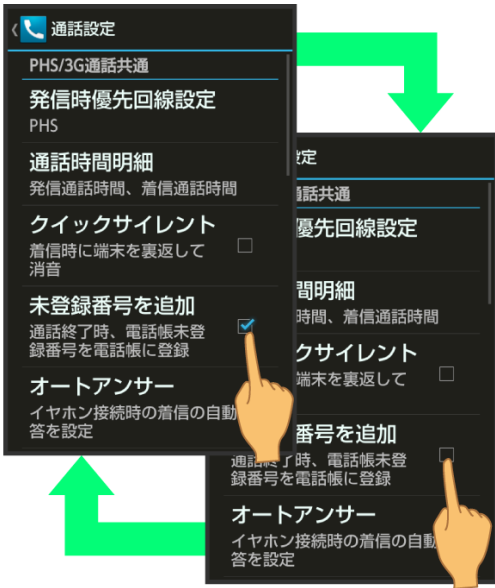 通話設定
PHS/3G通話共通
発信時優先回線設定
PHS
通話時間明細
発信通話時間、着信通話時間
クイックサイレント
着信時に端末を裏返して
消音
未登録番号を追加
通話終了時、電話帳未登
録番号を電話帳に登録
オートアンサー
イヤホン接続時の着信の自動
答を設定
定
話共通
優先回線設定
間明細
時間、着信通話時間
クサイレント
端末を裏返して
番号を追加
通話終了時、電話帳未登
録番号を電話帳に登録
オートアンサー
イヤホン接続時の着信の自動
答を設定